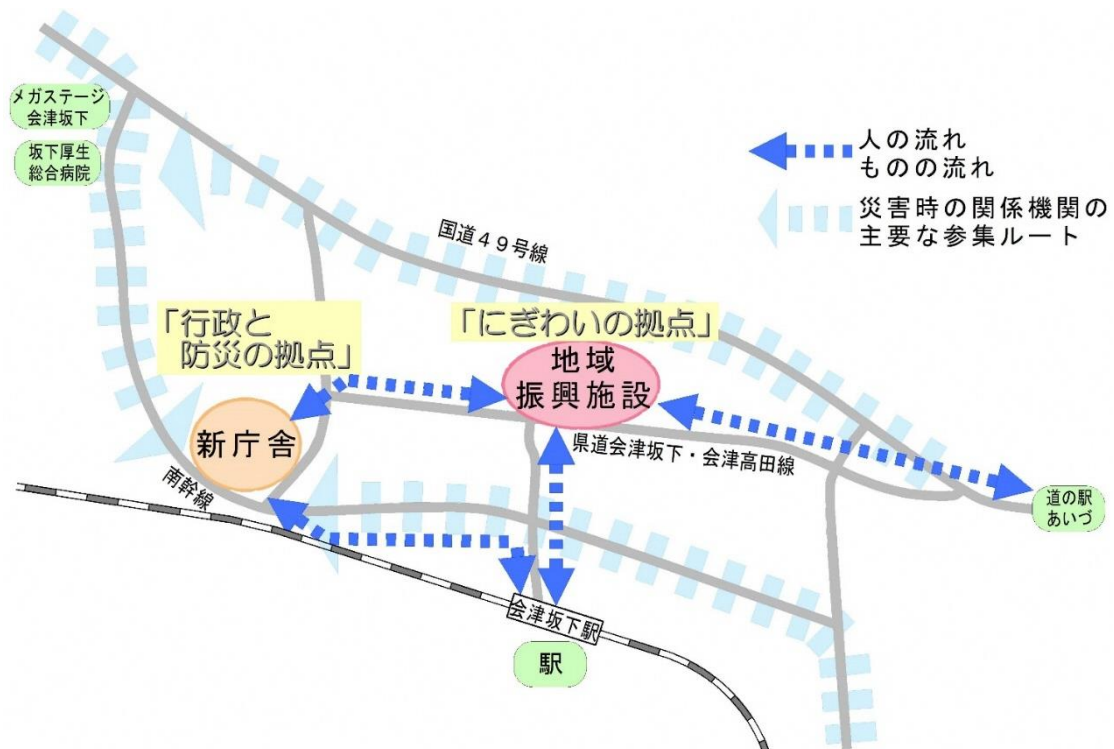 メガステージ
会津坂下
坂下厚生
総合病院
人の流れ
ものの流れ
災害時の関係機関の
主要な参集ルート
国道49号線
「行政と
防災の拠点」
「にぎわいの拠点」
地域
振興施設
新庁舎
県道会津坂下・会津高田線
南幹線
道の駅
あいづ
会津坂下駅
駅